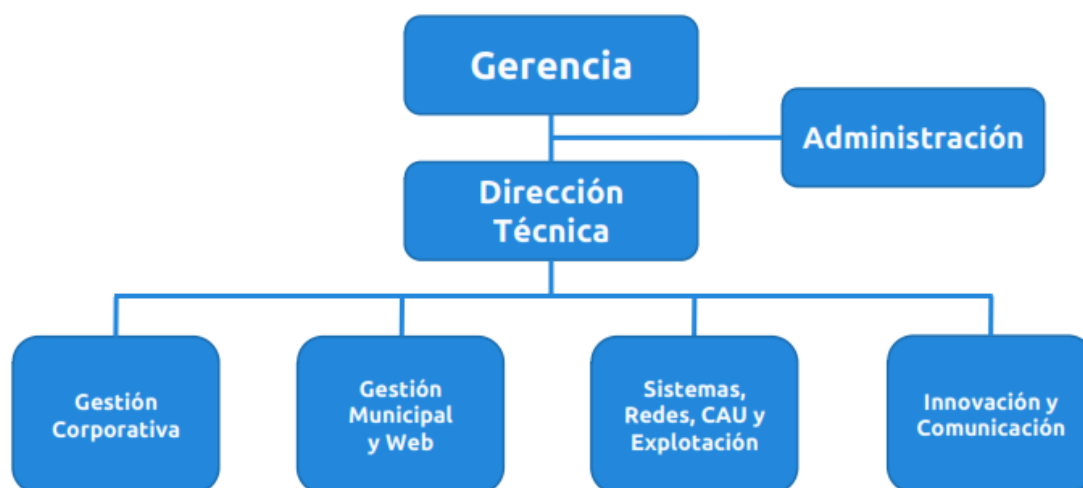 Gerencia
Administración
Dirección
Técnica
Gestión
Corporativa
Gestión
Municipal
y Web
Sistemas,
Redes, CAU y
Explotación
Innovación y
Comunicación